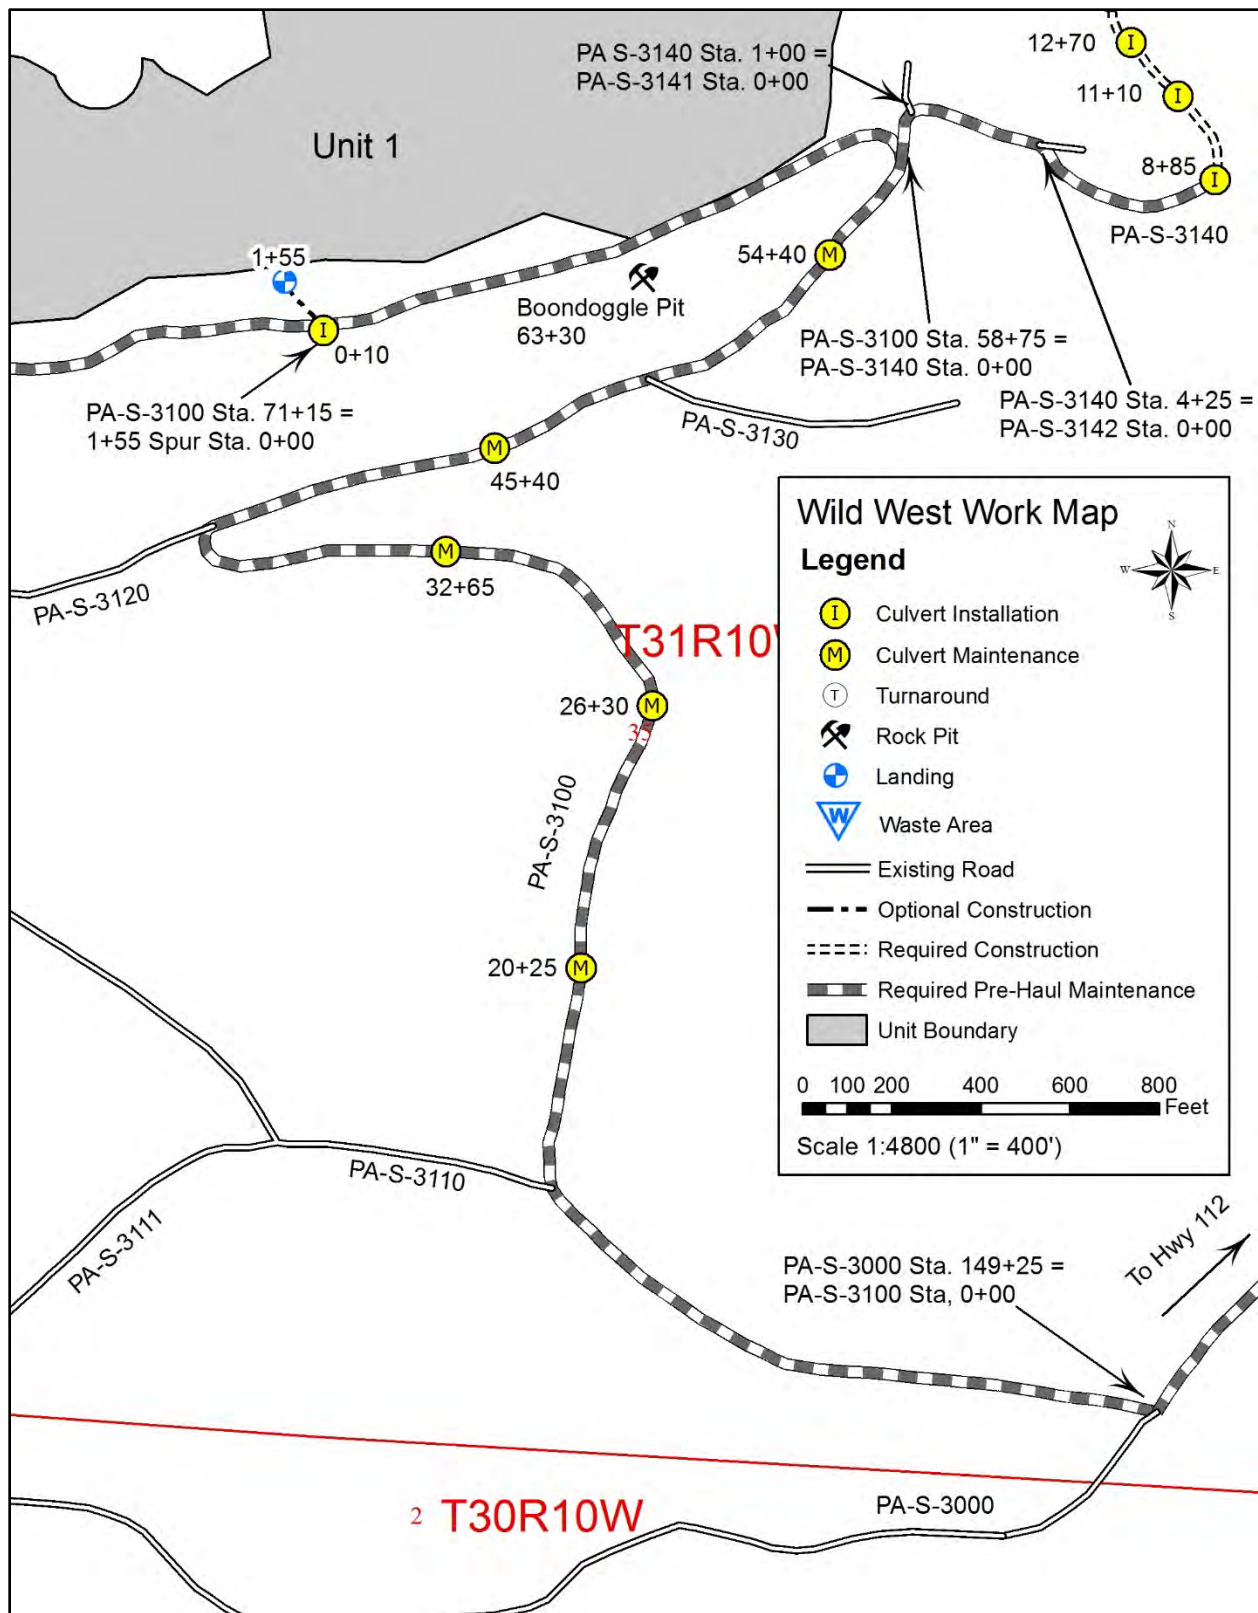 PA S-3140 Sta. 1+00 =
PA-S-3141 Sta. 0+00
12+70
I
11+10
I
Unit 1
8+85
I
PA-S-3140
1+55
54+40
M
Boondoggle Pit
63+30
I
0+10
PA-S-3100 Sta. 58+75 =
PA-S-3140 Sta. 0+00
PA-S-3140 Sta. 4+25 =
PA-S-3142 Sta. 0+00
PA-S-3100 Sta. 71+15 =
1+55 Spur Sta. 0+00
PA-S-3130
M
45+40
M
32+65
PA-S-3120
T31R10
26+30
M
35
PA-S-3100
20+25
M
PA-S-3110
PA-S-3111
Wild West Work Map
N
W
E
S
Legend
I Culvert Installation
M Culvert Maintenance
T Turnaround
Rock Pit
Landing
W Waste Area
Existing Road
Optional Construction
Required Construction
Required Pre-Haul Maintenance
Unit Boundary
0 100 200 400 600 800
Feet
Scale 1:4800 (1" = 400')
To Hwy 112
PA-S-3000 Sta. 149+25 =
PA-S-3100 Sta, 0+00
PA-S-3000
2 T30R10W